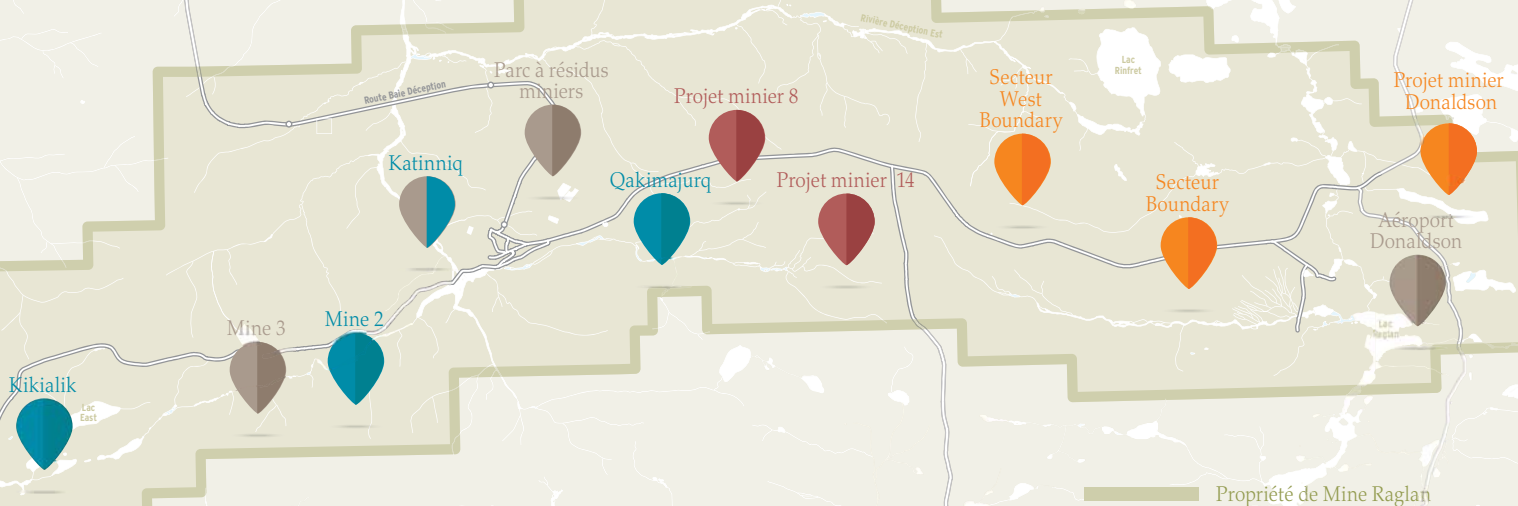 Rivière Déception Est
Lac
Rinfret
Parc à résidus
miniers
Route Baie Déception
Projet minier 8
Secteur
West
Boundary
Projet minier
Donaldson
Katinniq
Qakimajurq
Projet minier 14
Secteur
Boundary
Aéroport
Donaldson
Mine 3
Mine 2
Lac
Raglan
Kikialik
Lac
East
Propriété de Mine Raglan